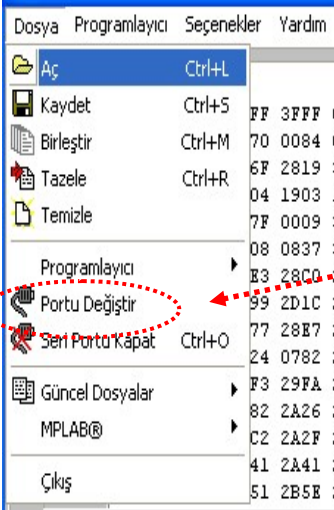 Dosya Programlayıcı Seçenekler Yardım
Aç Ctrl+L
Kaydet Ctrl+S
FF 3FFF
Birleştir Ctrl+M
70 0084
Tazele Ctrl+R
6F 2819
04 1903
Temizle
7F 0009
08 0837
Programlayıcı
E3 28C0
Portu Değiştir
99 2D1C
77 28E7
Seri Portu Kapat Ctrl+O
24 0782
Güncel Dosyalar
F3 29FA
82 2A26
MPLAB®
C2 2A2F
41 2A41
Çıkış
51 2B5E